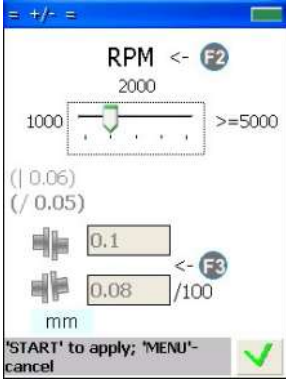 = +/- =
RPM <- F2
2000
1000 >=5000
(| 0.06)
(/ 0.05)
0.1
<- F3
0.08 /100
mm
'START' to apply; 'MENU'-
cancel